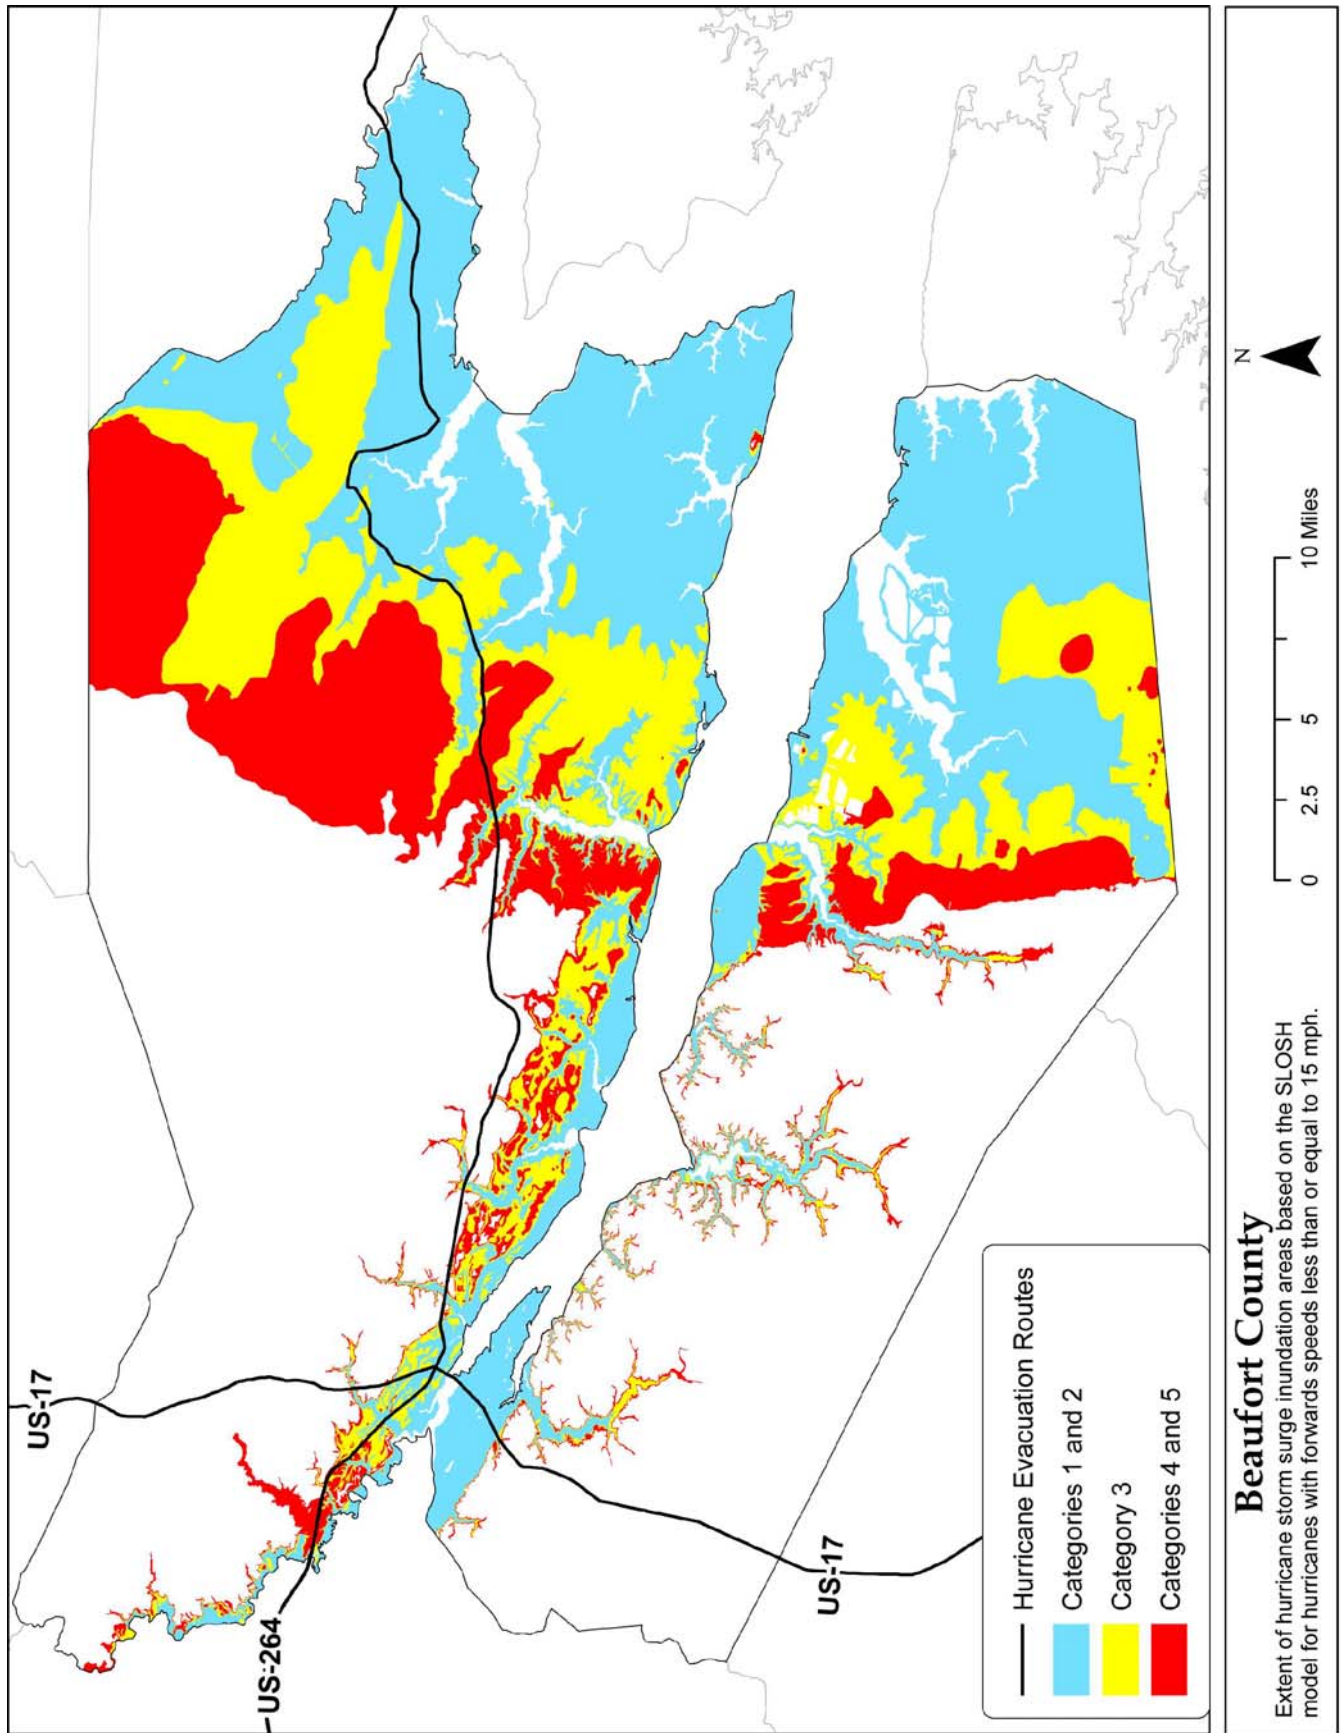 US-17
US-264
US-17
Hurricane Evacuation Routes
Categories 1 and 2
Category 3
Categories 4 and 5
Beaufort County
Extent of hurricane storm surge inundation areas based on the SLOSH
model for hurricanes with forwards speeds less than or equal to 15 mph.
0 2.5 5 10 Miles
N